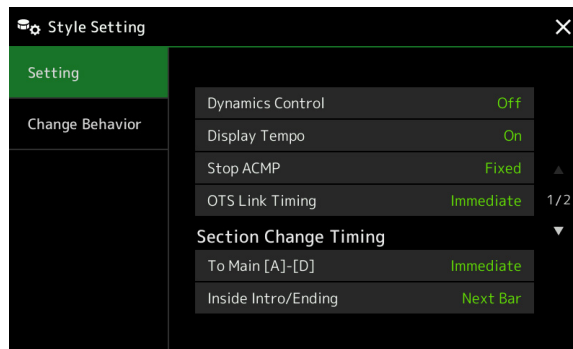 Style Setting
Setting
Change Behavior
Dynamics Control Off
Display Tempo On
Stop ACMP Fixed
OTS Link Timing Immediate
1/2
Section Change Timing
To Main [A]-[D] Immediate
Inside Intro/Ending Next Bar